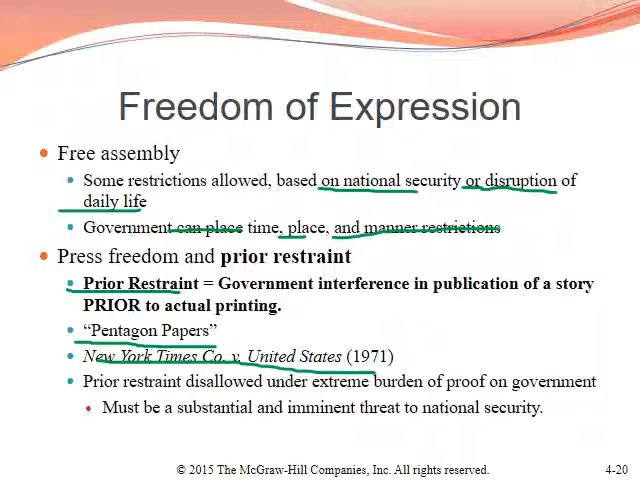 Freedom of Expression
• Free assembly
• Some restrictions allowed, based on national security or disruption of
daily life
• Government can place time, place, and manner restrictions
• Press freedom and prior restraint
• Prior Restraint = Government interference in publication of a story
PRIOR to actual printing.
• “Pentagon Papers”
• New York Times Co. v. United States (1971)
• Prior restraint disallowed under extreme burden of proof on government
• Must be a substantial and imminent threat to national security.
© 2015 The McGraw-Hill Companies, Inc. All rights reserved.
4-20